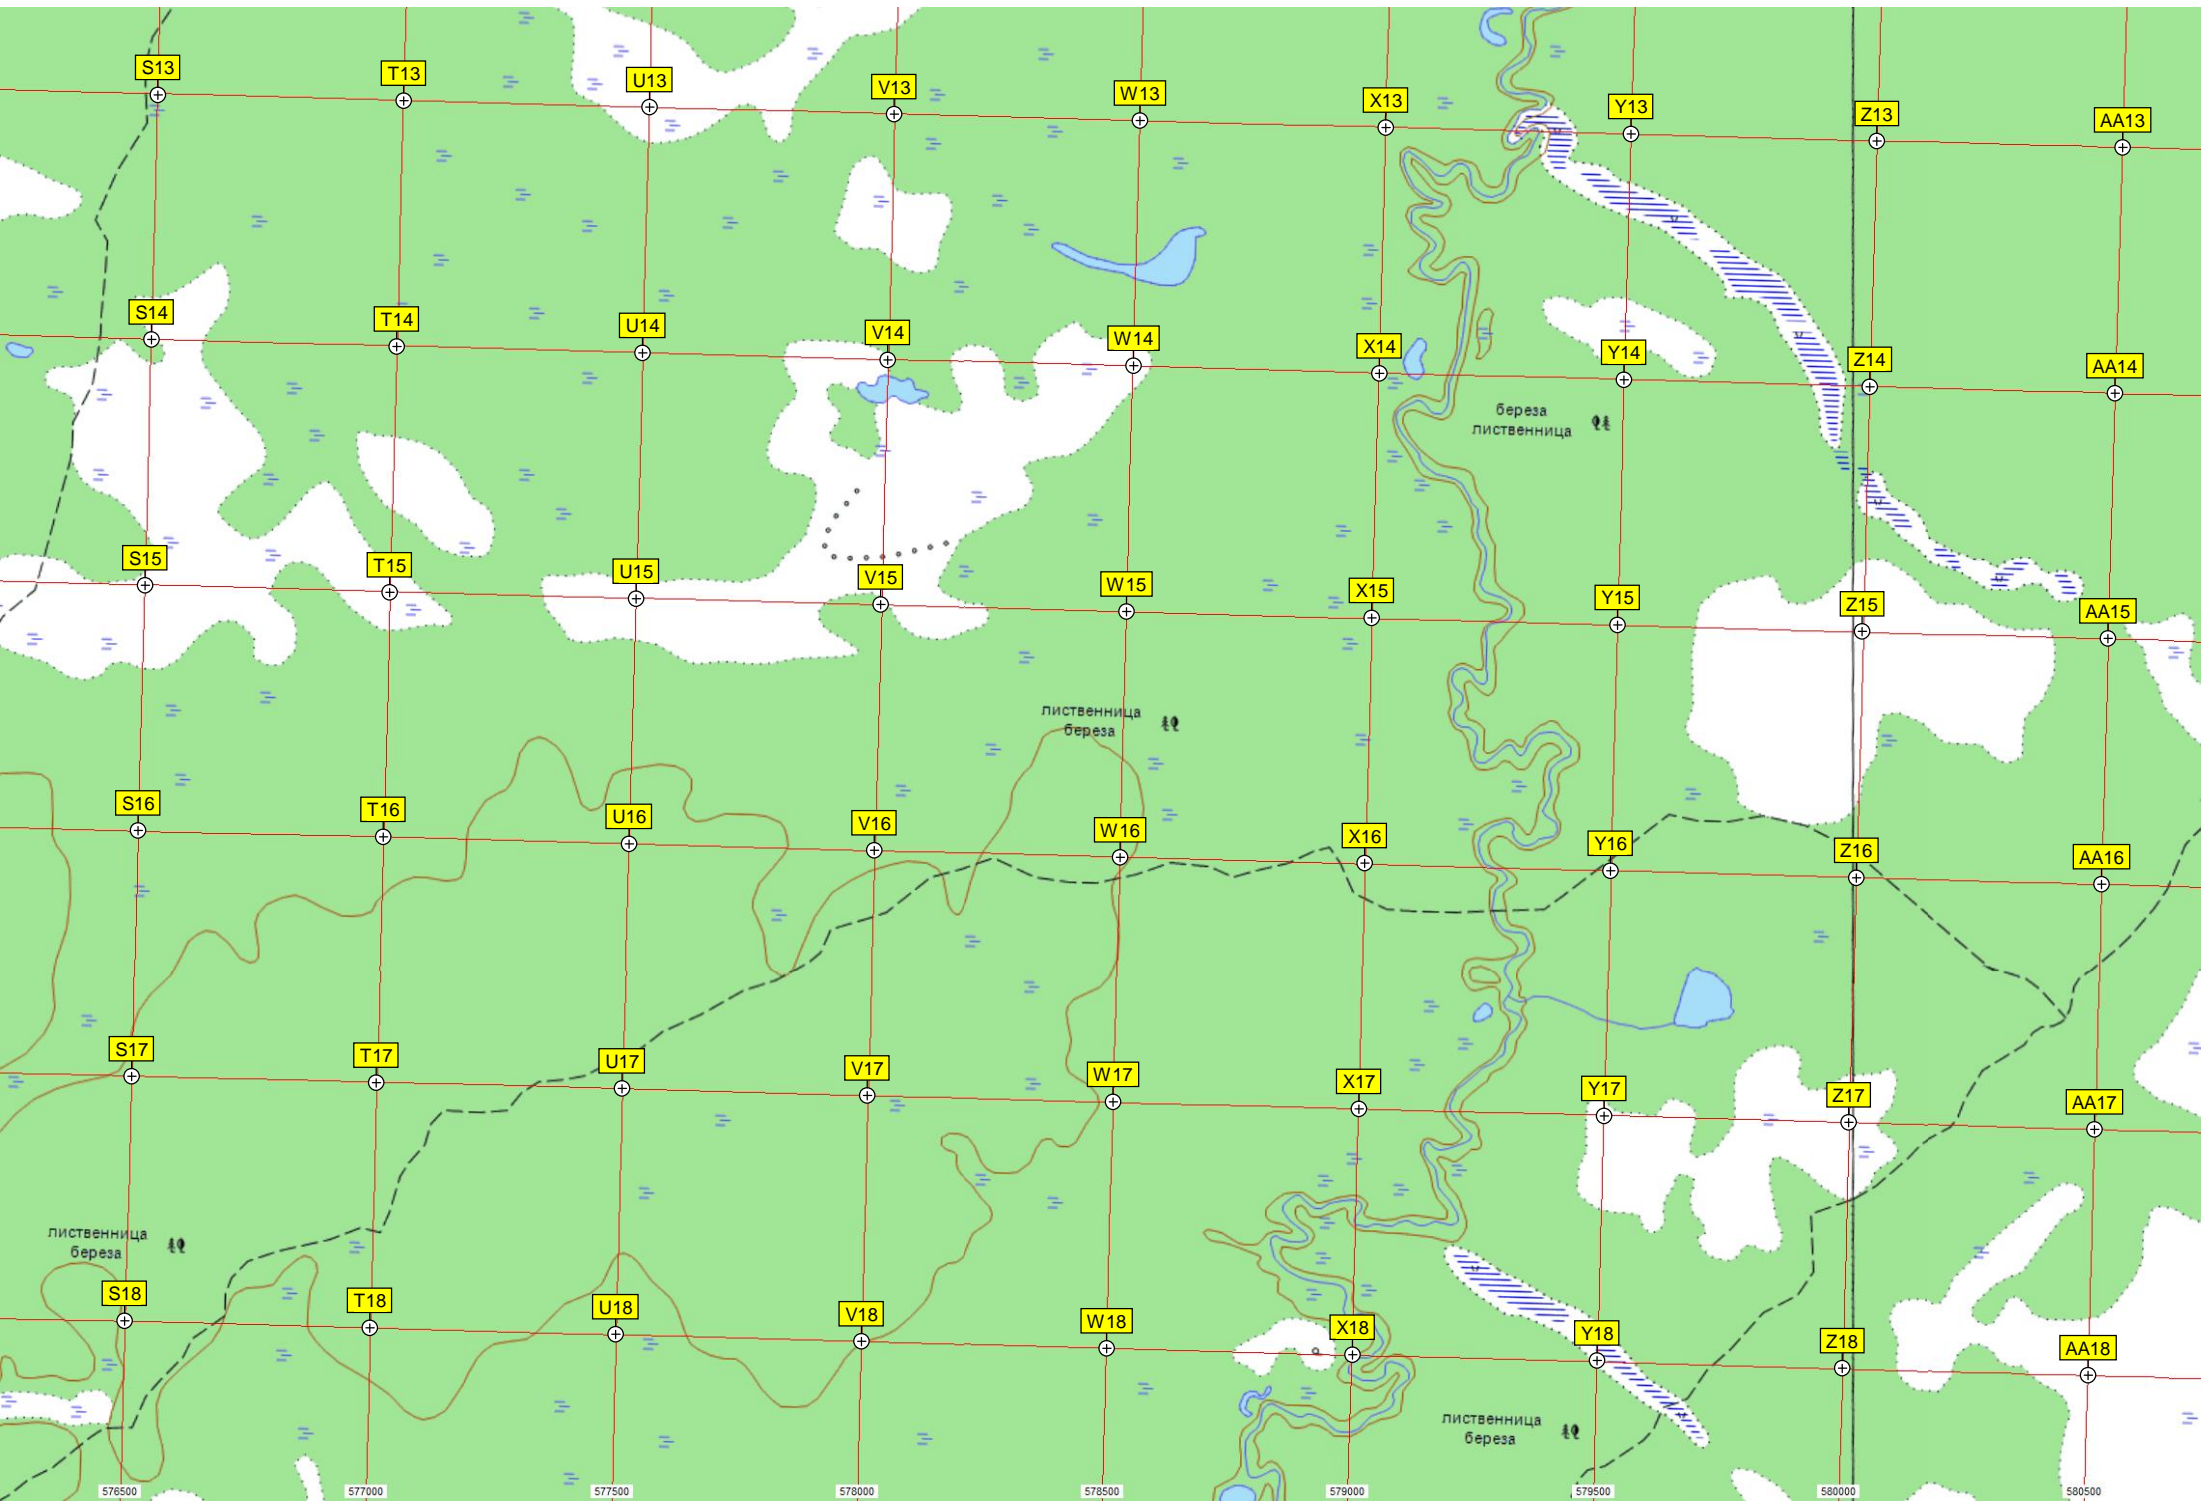 S13
T13
U13
V13
W13
X13
Y13
Z13
AA13
S14
T14
U14
V14
W14
X14
Y14
Z14
AA14
береза
лиственница
S15
T15
U15
V15
W15
X15
Y15
Z15
AA15
лиственница
береза
S16
T16
U16
V16
W16
X16
Y16
Z16
AA16
S17
T17
U17
V17
W17
X17
Y17
Z17
AA17
лиственница
береза
S18
T18
U18
V18
W18
X18
Y18
Z18
AA18
лиственница
береза
576500
577000
577500
578000
578500
579000
579500
580000
580500